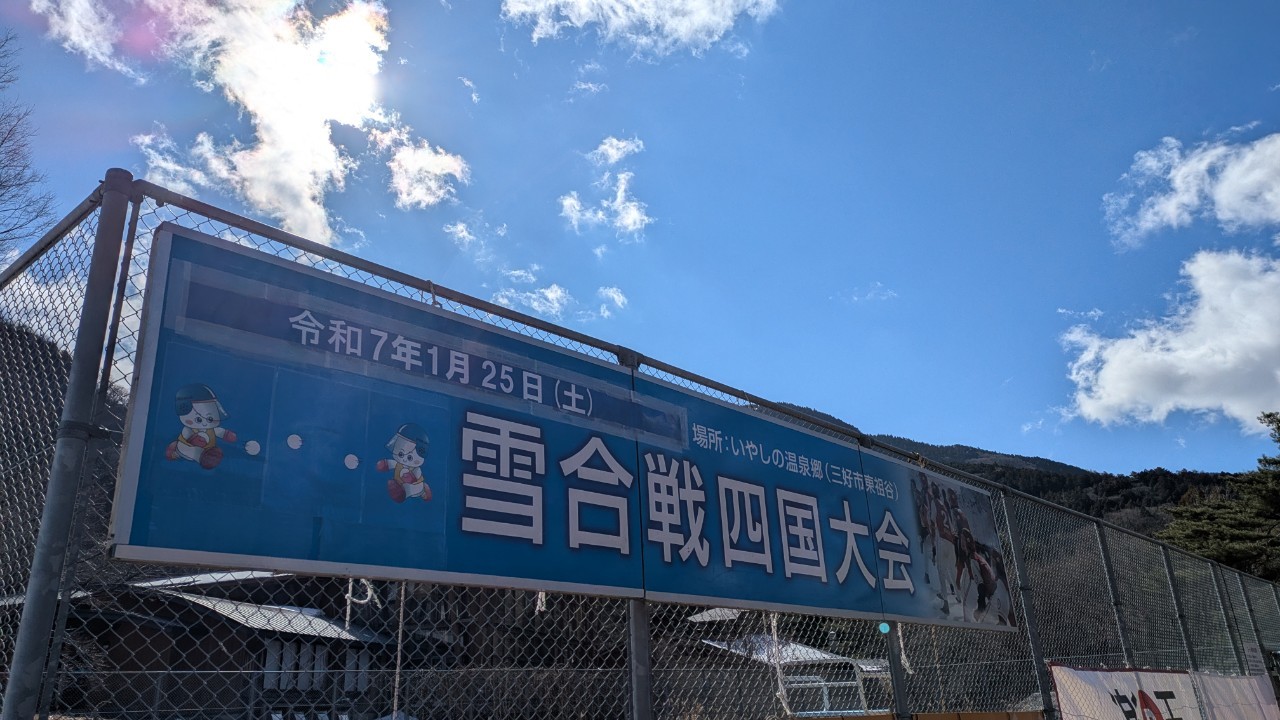 令和7年1月25日（土）
場所：いやしの温泉郷（三好市東祖谷）
雪合戦四国大会